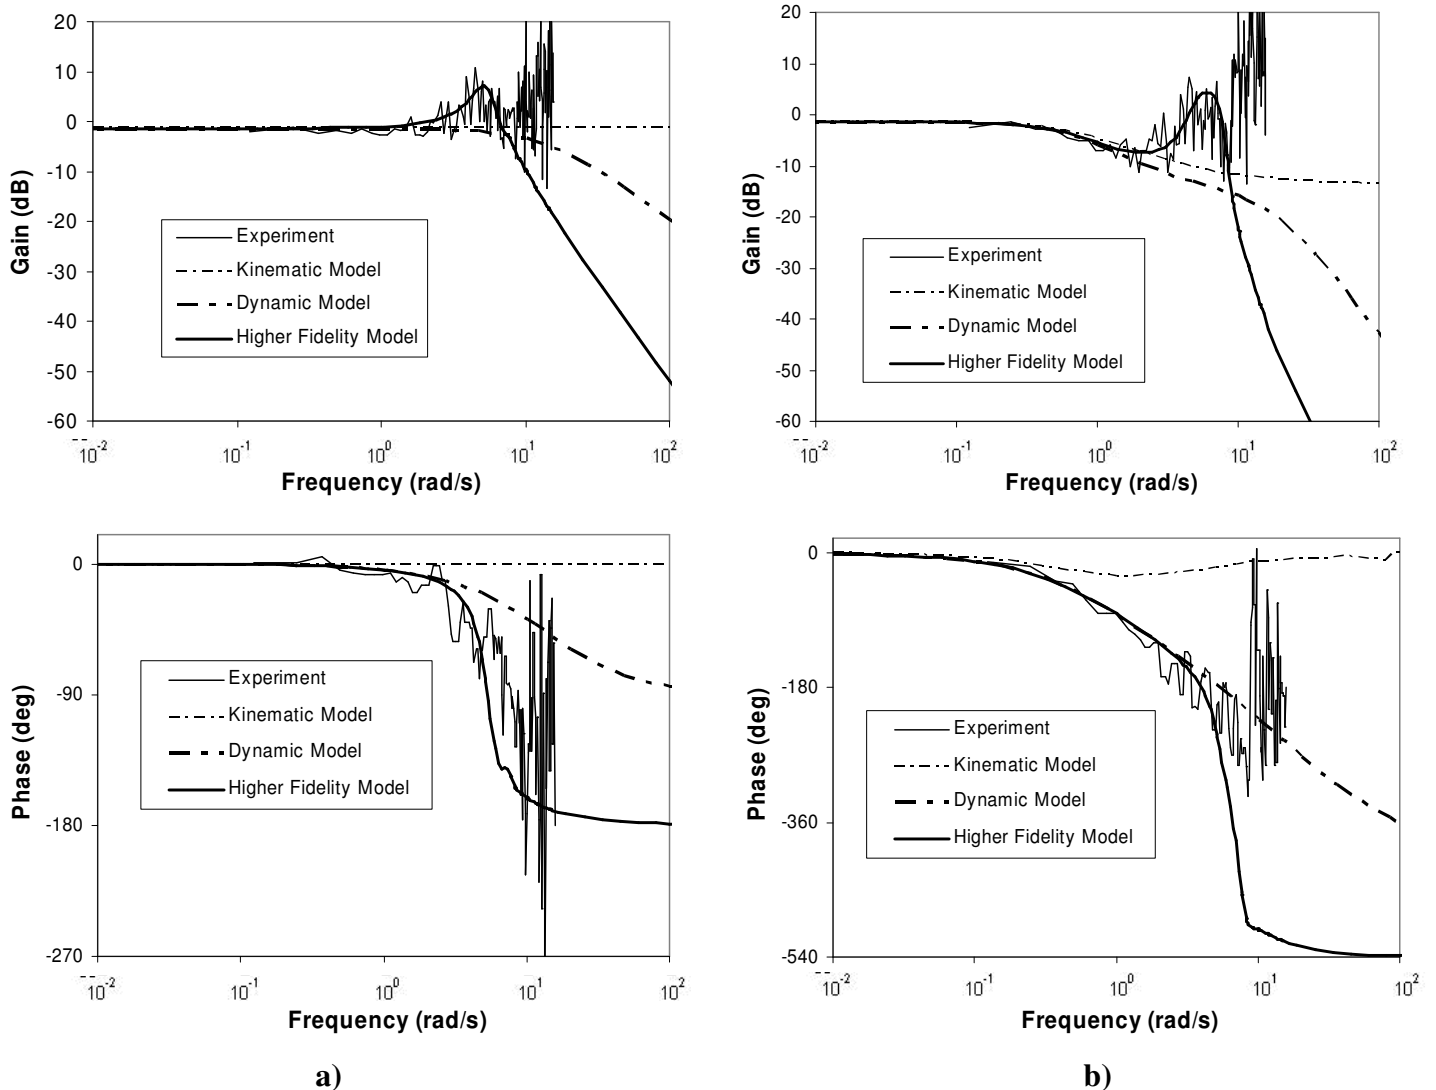 20
10
0
-10
-20
-30
-40
-50
-60
Gain (dB)
Experiment
Kinematic Model
Dynamic Model
Higher Fidelity Model
10-2
10-1
100
101
102
Frequency (rad/s)
20
10
0
-10
-20
-30
-40
-50
-60
Gain (dB)
Experiment
Kinematic Model
Dynamic Model
Higher Fidelity Model
10-2
10-1
100
101
102
Frequency (rad/s)
0
-90
-180
-270
Phase (deg)
Experiment
Kinematic Model
Dynamic Model
Higher Fidelity Model
10-2
10-1
100
101
102
Frequency (rad/s)
a)
0
-180
-360
-540
Phase (deg)
Experiment
Kinematic Model
Dynamic Model
Higher Fidelity Model
10-2
10-1
100
101
102
Frequency (rad/s)
b)